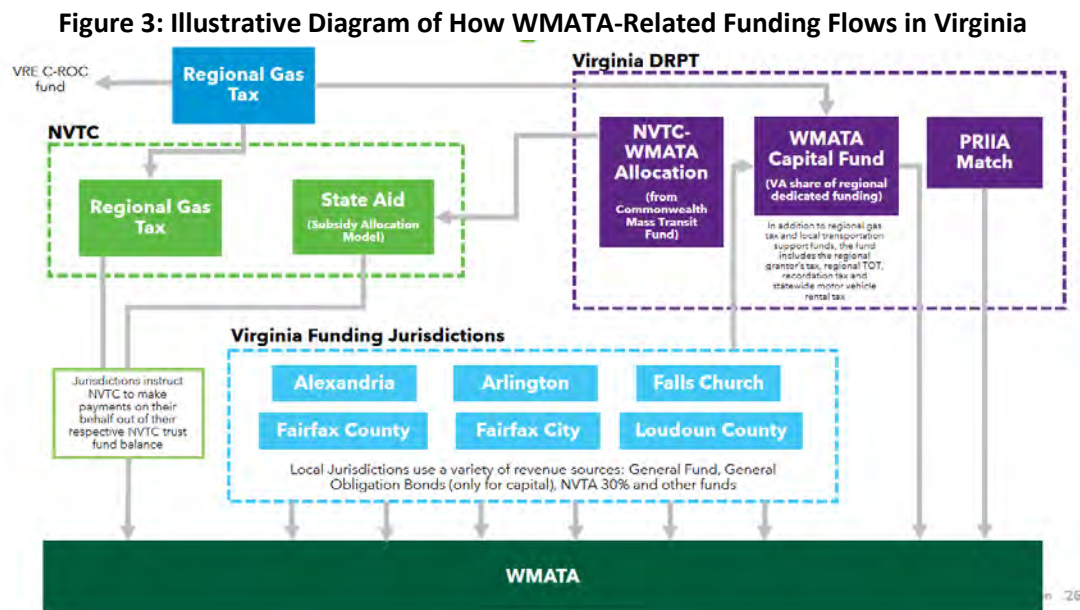 Figure 3: Illustrative Diagram of How WMATA-Related Funding Flows in Virginia
VRE C-ROC
fund
Regional Gas
Tax
Virginia DRPT
NVTC
Regional Gas
Tax
State Aid
(Subsidy Allocation
Model)
NVTC-
WMATA
Allocation
(from
Commonwealth
Mass Transit
Fund)
WMATA
Capital Fund
(VA share of regional
dedicated funding)
In addition to regional gas
tax and local transportation
support funds, the fund
includes the regional
grantor's tax, regional TOT,
recordation tax and
statewide motor vehicle
rental tax
PRIIA
Match
Jurisdictions instruct
NVTC to make
payments on their
behalf out of their
respective NVTC trust
fund balance
Virginia Funding Jurisdictions
Alexandria
Arlington
Falls Church
Fairfax County
Fairfax City
Loudoun County
Local Jurisdictions use a variety of revenue sources: General Fund, General
Obligation Bonds (only for capital), NVTA 30% and other funds
WMATA
26